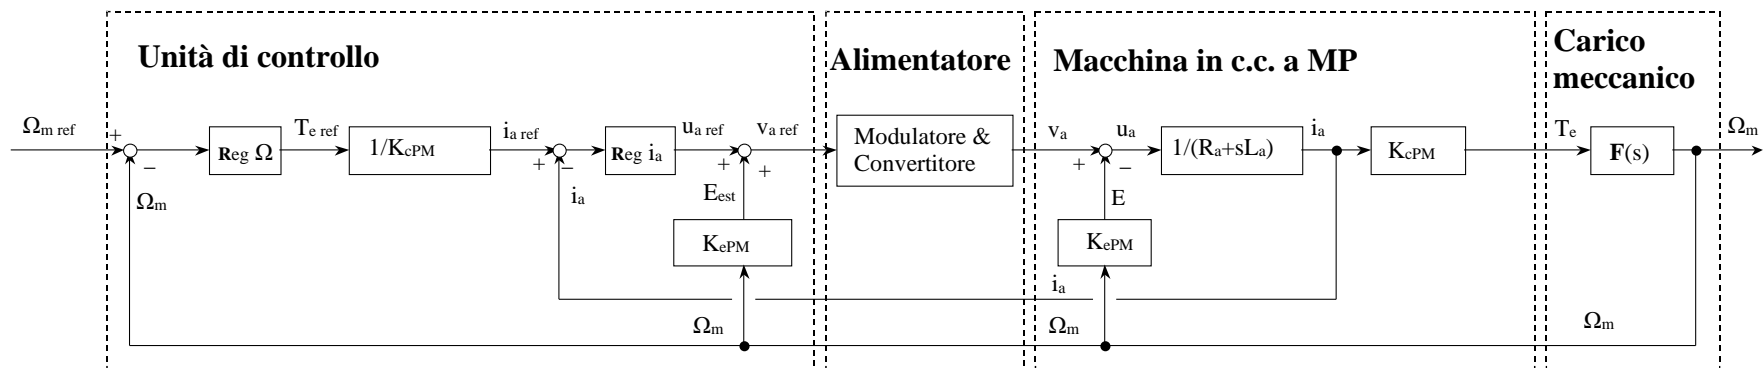 Unità di controllo
Alimentatore
Macchina in c.c. a MP
Carico
meccanico
Ωm ref
+
−
Reg Ω
Te ref
1/KcPM
ia ref
+
−
Reg ia
ua ref
+
+
va ref
Modulatore &
Convertitore
va
+
−
ua
1/(Ra+sLa)
ia
KcPM
Te
F(s)
Ωm
Ωm
ia
Eest
KePM
E
KePM
ia
Ωm
Ωm
Ωm